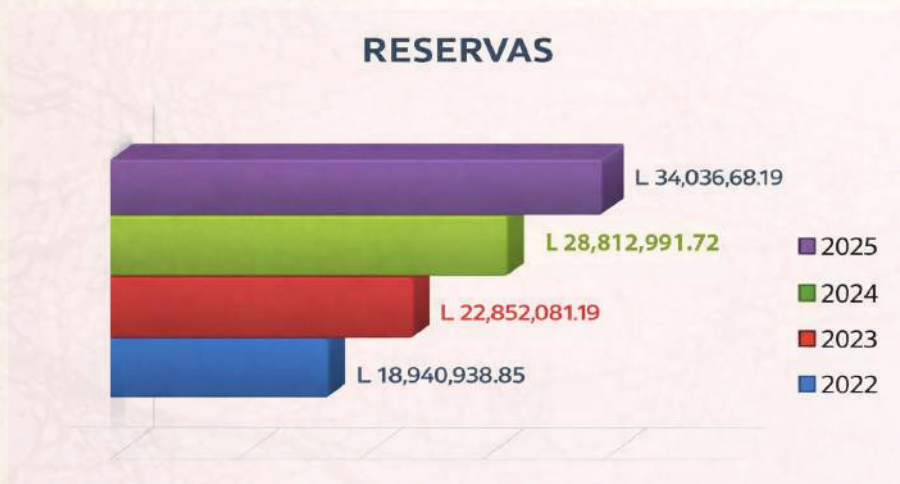 RESERVAS
L 34,036,68.19
L 28,812,991.72
L 22,852,081.19
L 18,940,938.85
2025
2024
2023
2022